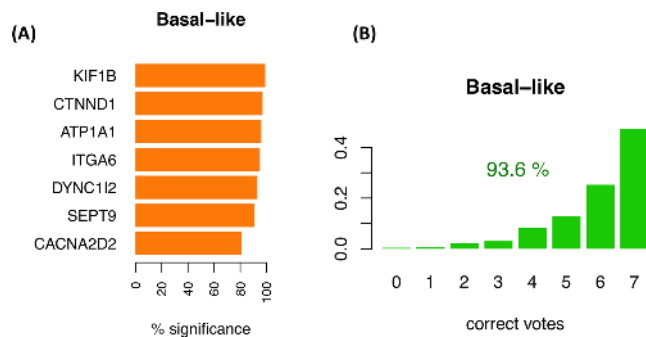 (A)
Basal-like
KIF1B
CTNND1
ATP1A1
ITGA6
DYNC1I2
SEPT9
CACNA2D2
0 20 40 60 80 100
% significance
(B)
Basal-like
93.6 %
0.4
0.2
0.0
0 1 2 3 4 5 6 7
correct votes